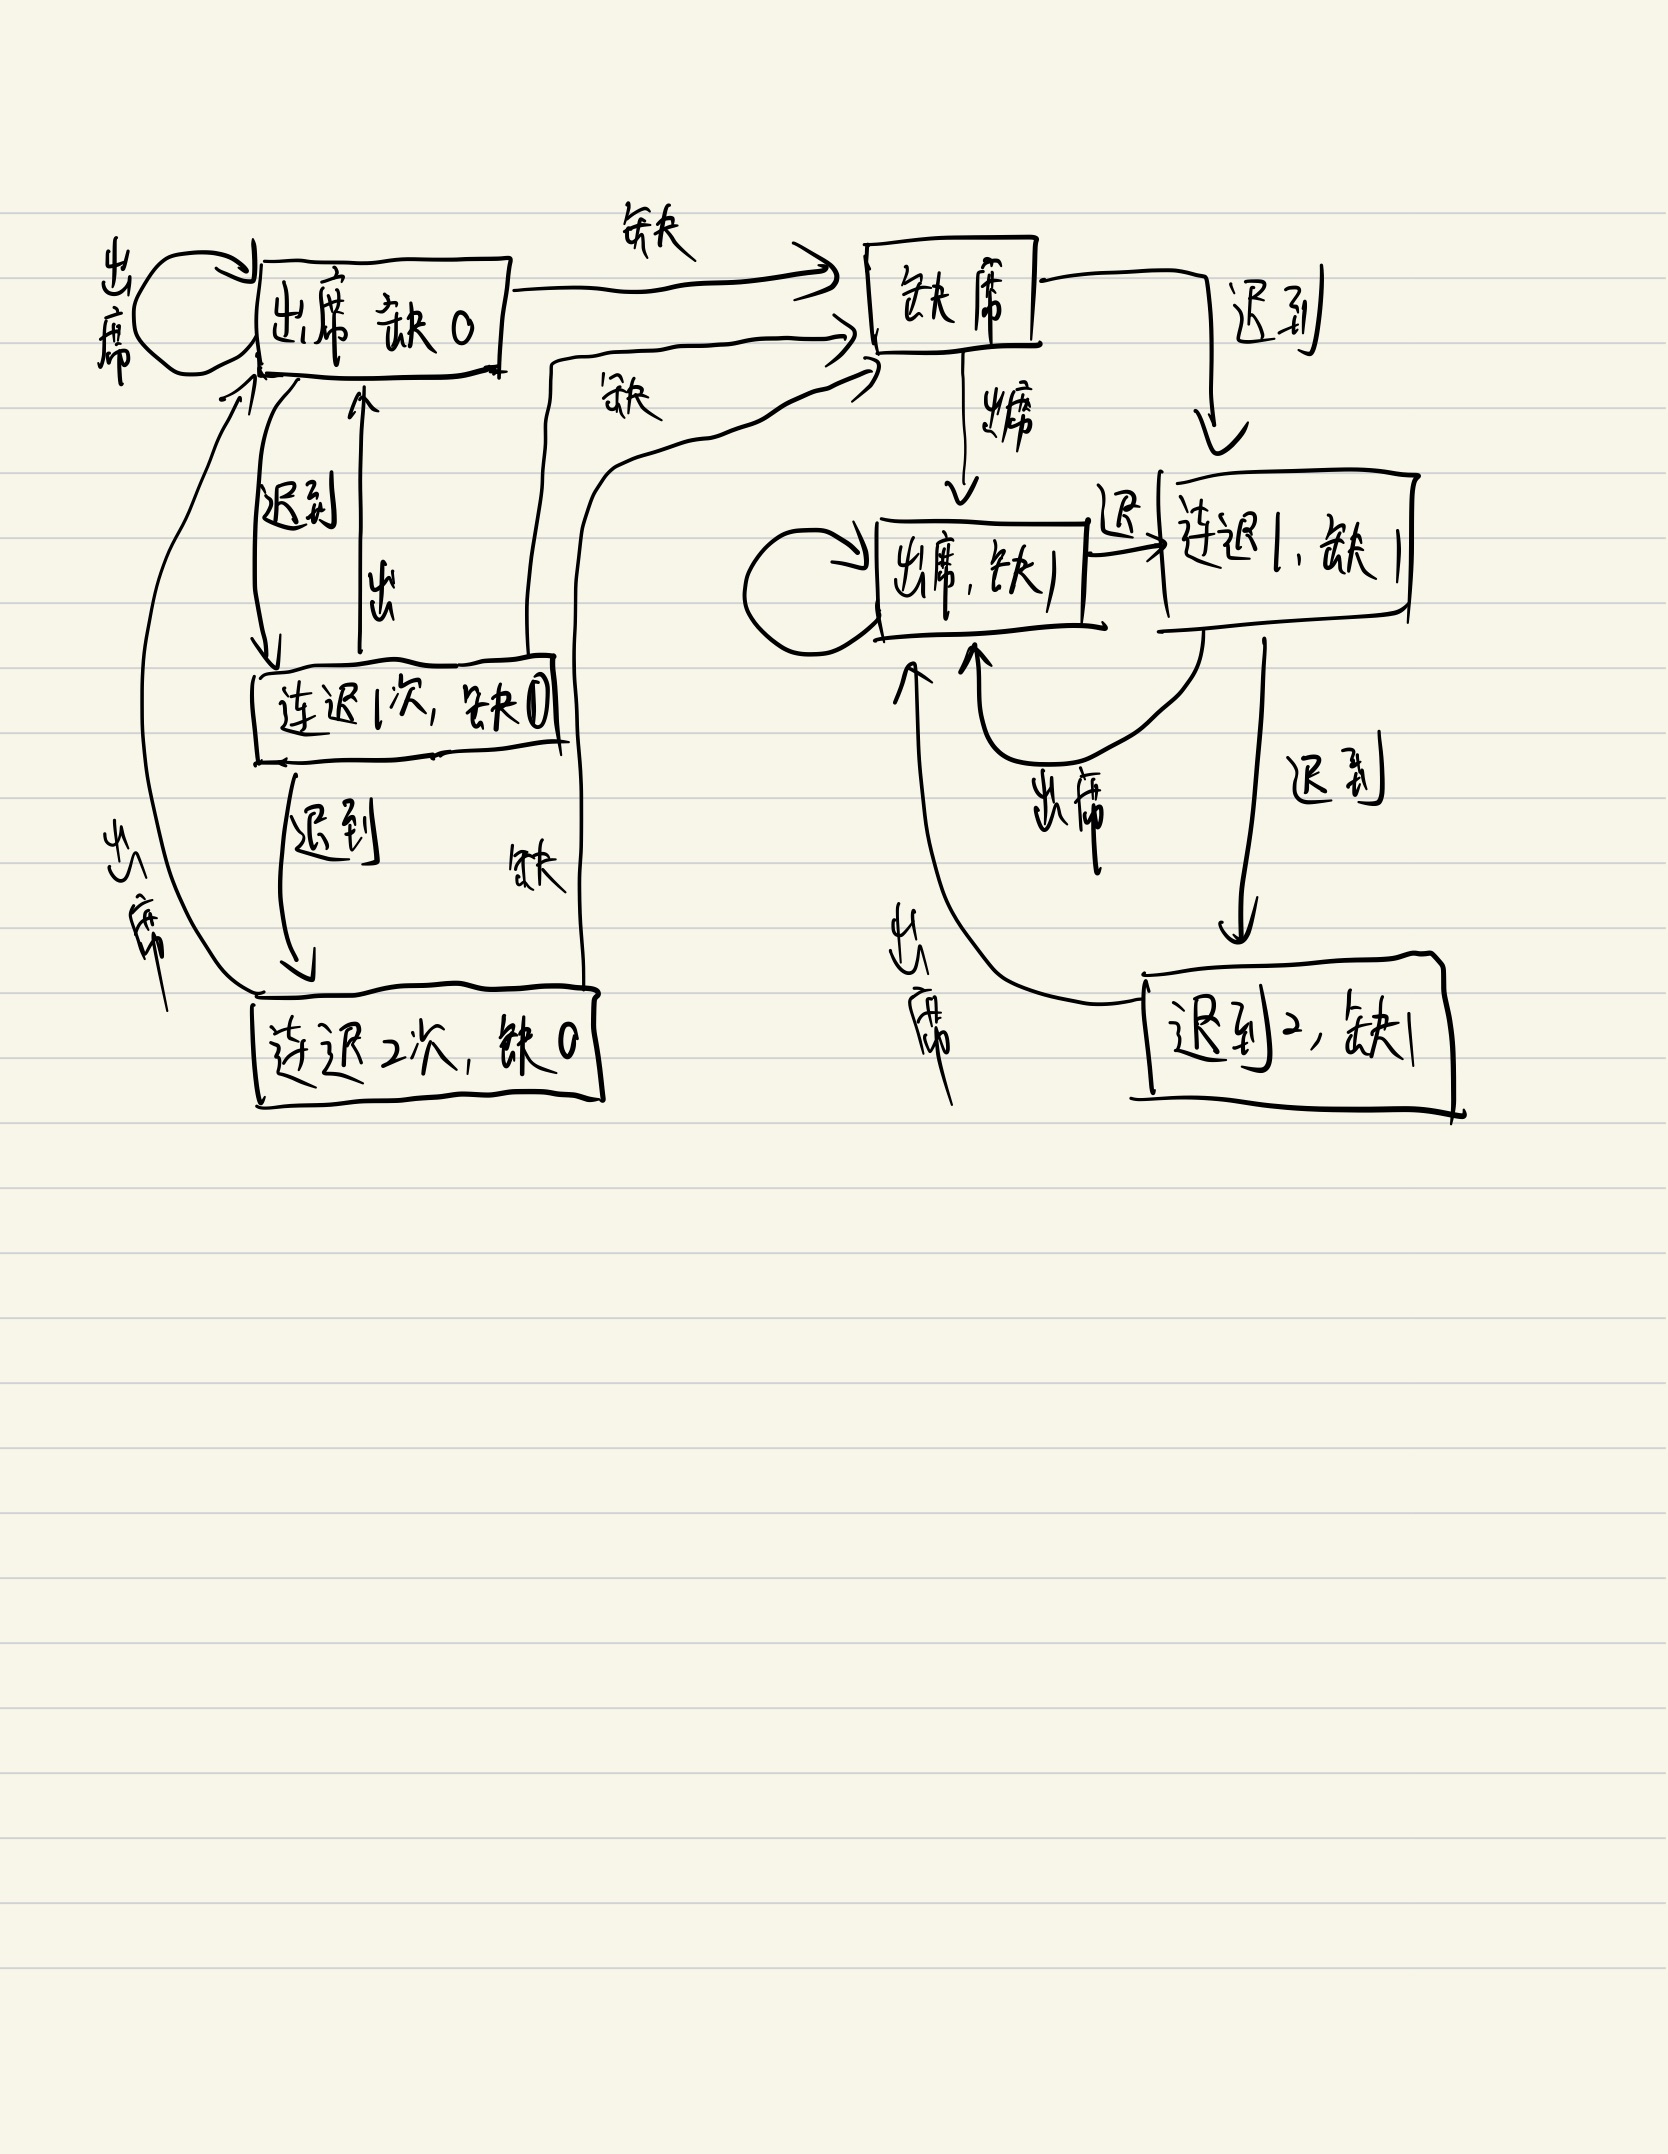 缺
出席
出席 缺0
缺席
迟到
缺
出席
迟到
出
迟
出席,缺1
连迟1,缺1
连迟1次,缺0
迟到
迟到
出席
缺
出席
出席
连迟2次,缺0
迟到2,缺1